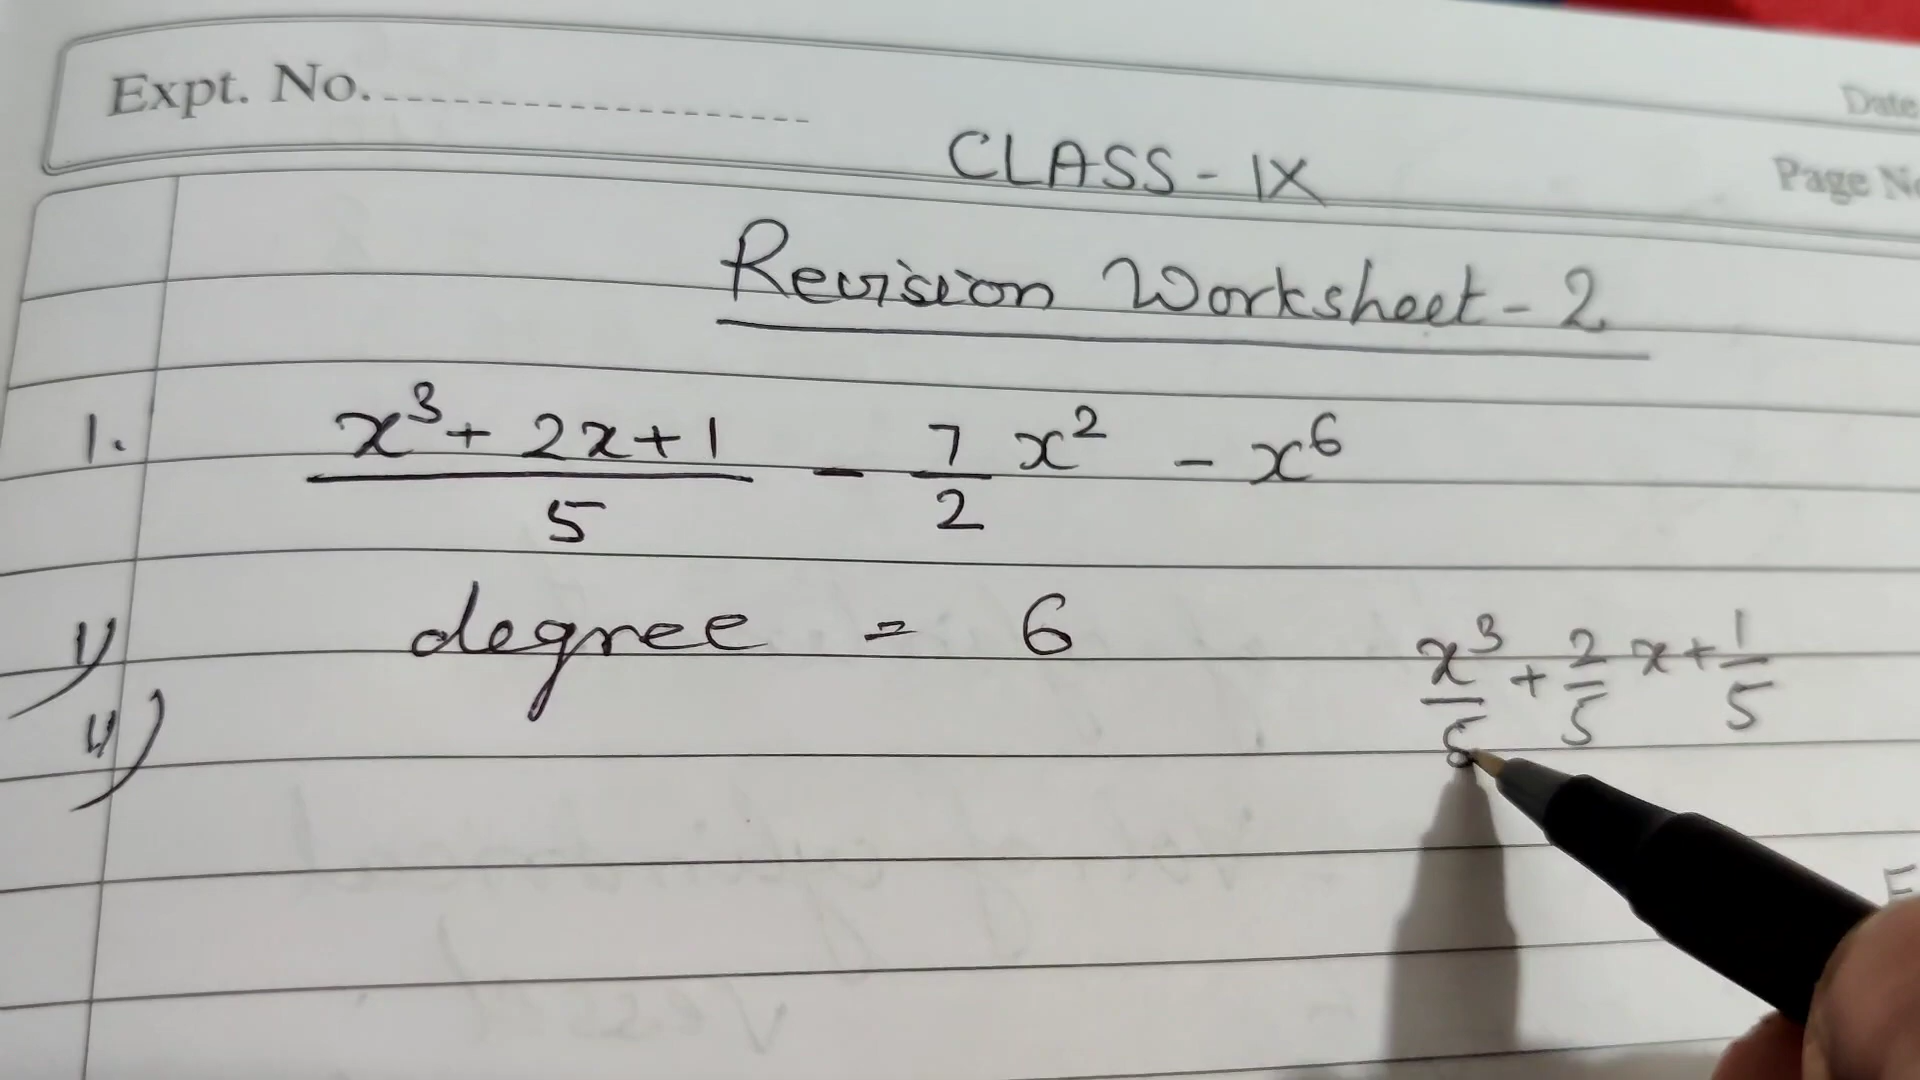 Expt. No.
Date
Page No
CLASS - IX
Revision Worksheet - 2
1. (x³ + 2x + 1)/5 - 7/2 x² - x⁶
i) degree = 6
x³/5 + 2/5 x + 1/5
ii)